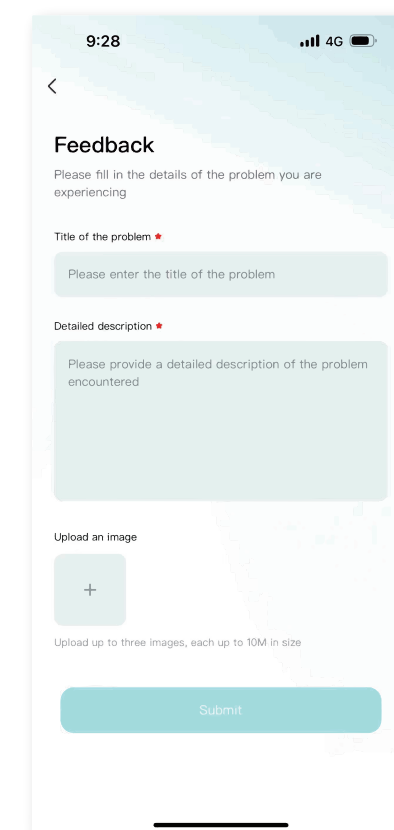 9:28
4G
Feedback
Please fill in the details of the problem you are
experiencing
Title of the problem
Please enter the title of the problem
Detailed description
Please provide a detailed description of the problem
encountered
Upload an image
+
Upload up to three images, each up to 10M in size
Submit